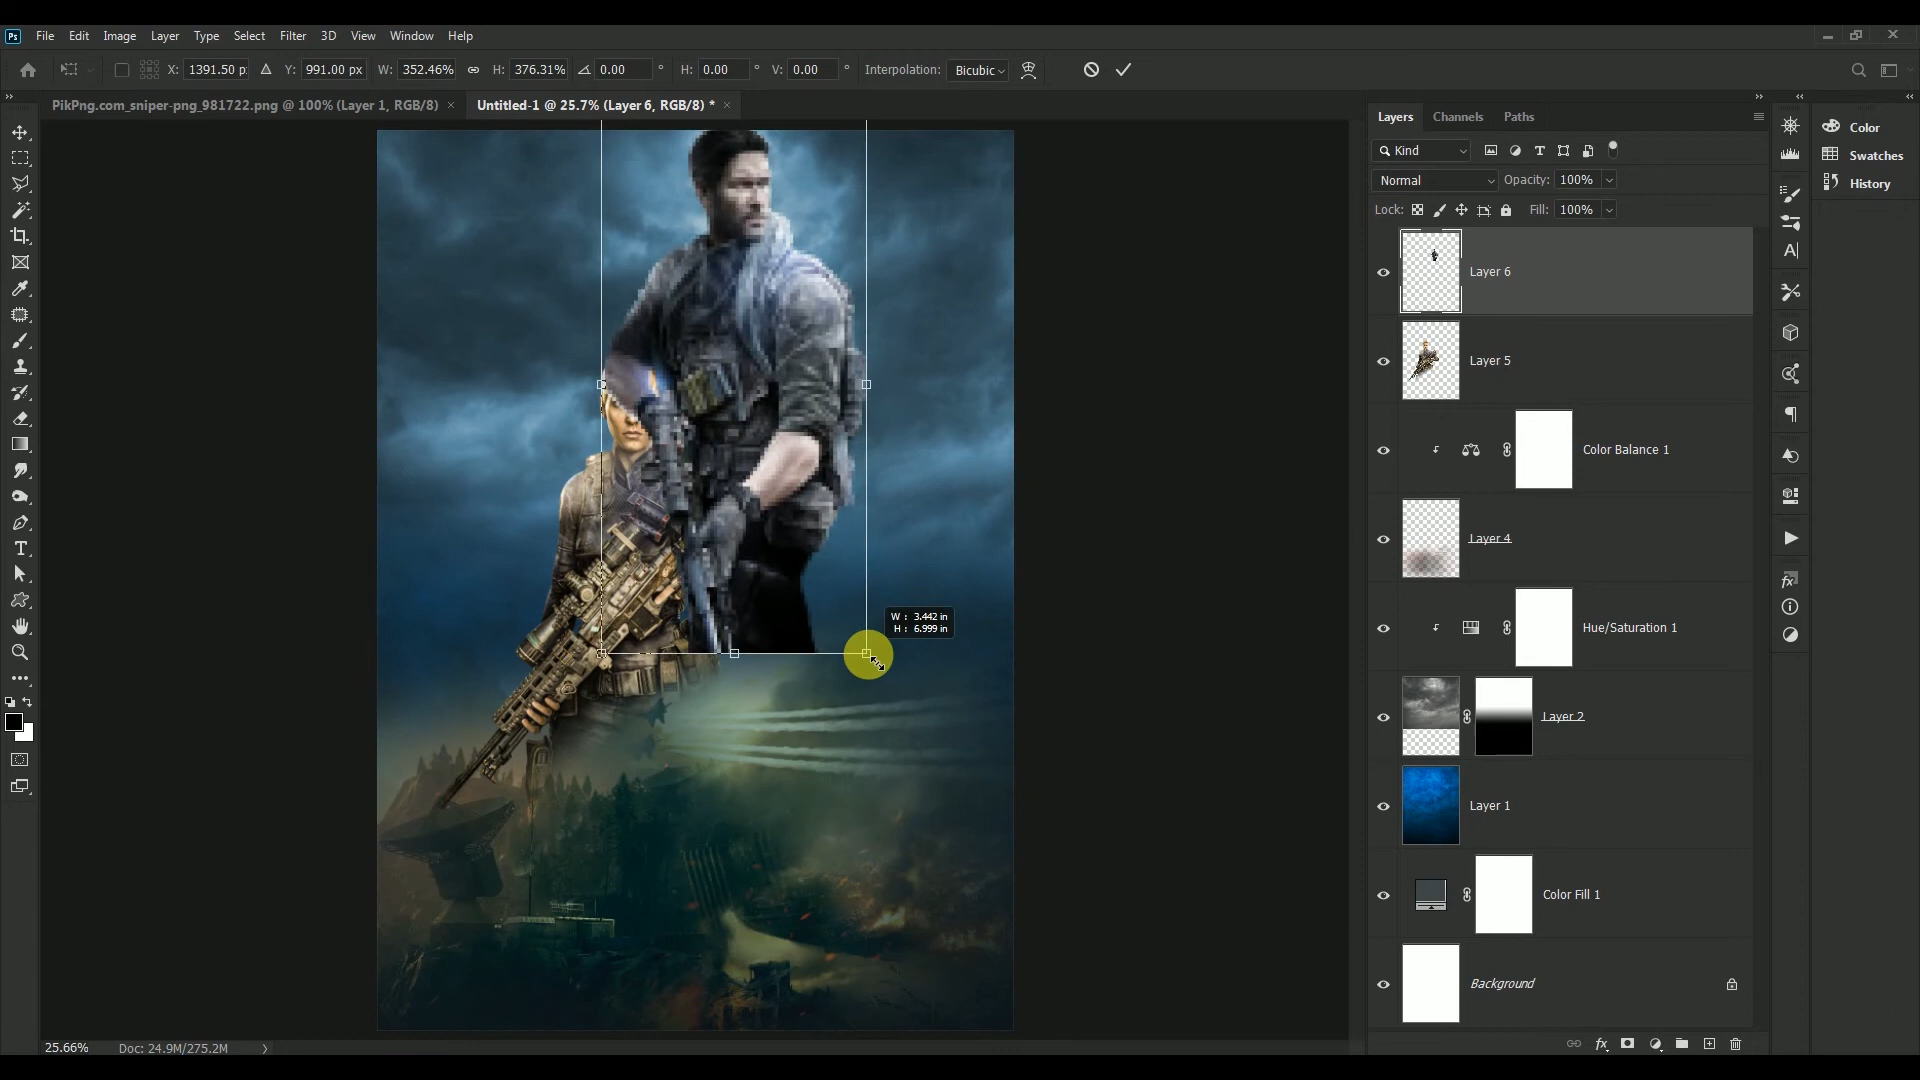 Ps File Edit Image Layer Type Select Filter 3D View Window Help
X: 1391.50 px Y: 991.00 px W: 352.46% H: 376.31% 0.00 ° H: 0.00 ° V: 0.00 ° Interpolation: Bicubic
PikPng.com_sniper-png_981722.png @ 100% (Layer 1, RGB/8) × Untitled-1 @ 25.7% (Layer 6, RGB/8) * ×
Layers Channels Paths
Kind
Normal Opacity: 100%
Lock: Fill: 100%
Layer 6
Layer 5
Color Balance 1
Layer 4
Hue/Saturation 1
Layer 2
Layer 1
Color Fill 1
Background
Color
Swatches
History
W : 3.442 in
H : 6.999 in
25.66% Doc: 24.9M/275.2M